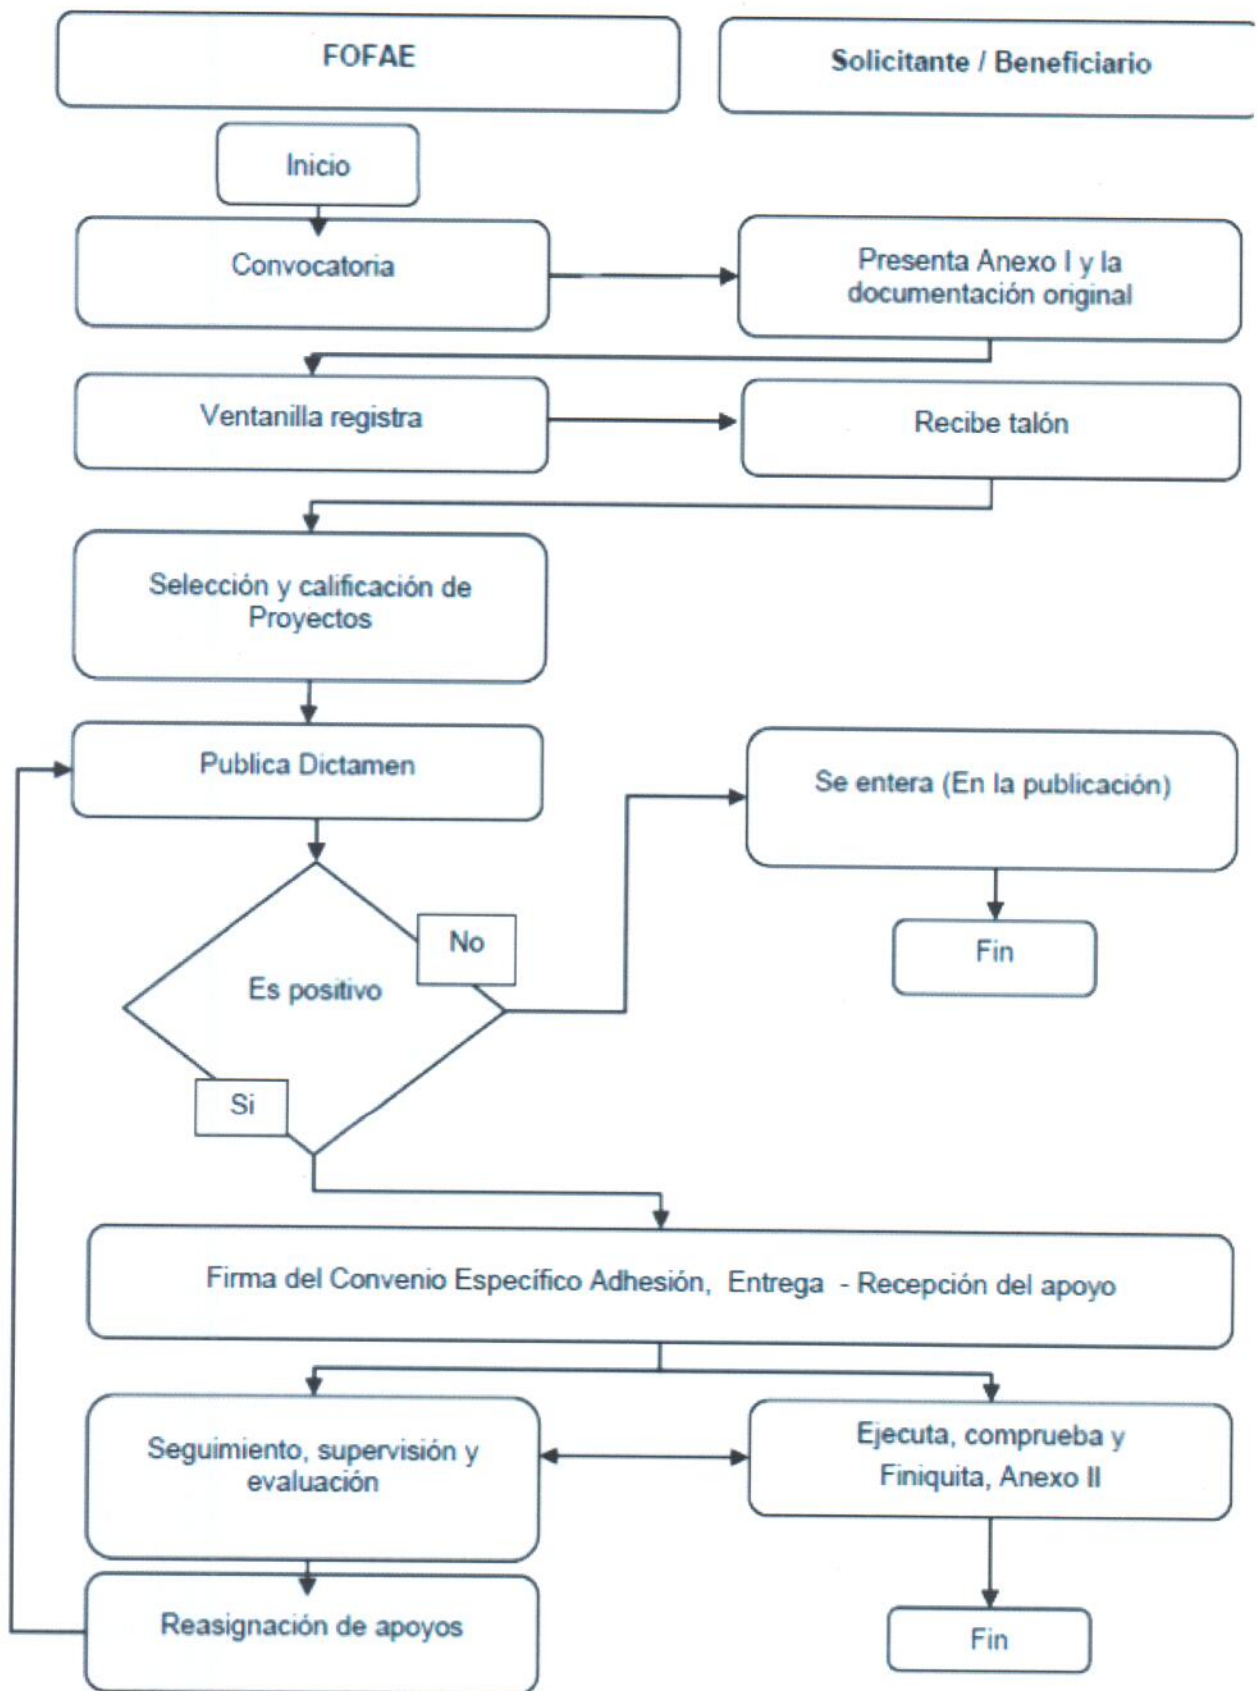 FOFAE
Solicitante / Beneficiario
Inicio
Convocatoria
Presenta Anexo I y la
documentación original
Ventanilla registra
Recibe talón
Selección y calificación de
Proyectos
Publica Dictamen
Se entera (En la publicación)
No
Fin
Es positivo
Si
Firma del Convenio Específico Adhesión, Entrega - Recepción del apoyo
Seguimiento, supervisión y
evaluación
Ejecuta, comprueba y
Finiquita, Anexo II
Reasignación de apoyos
Fin